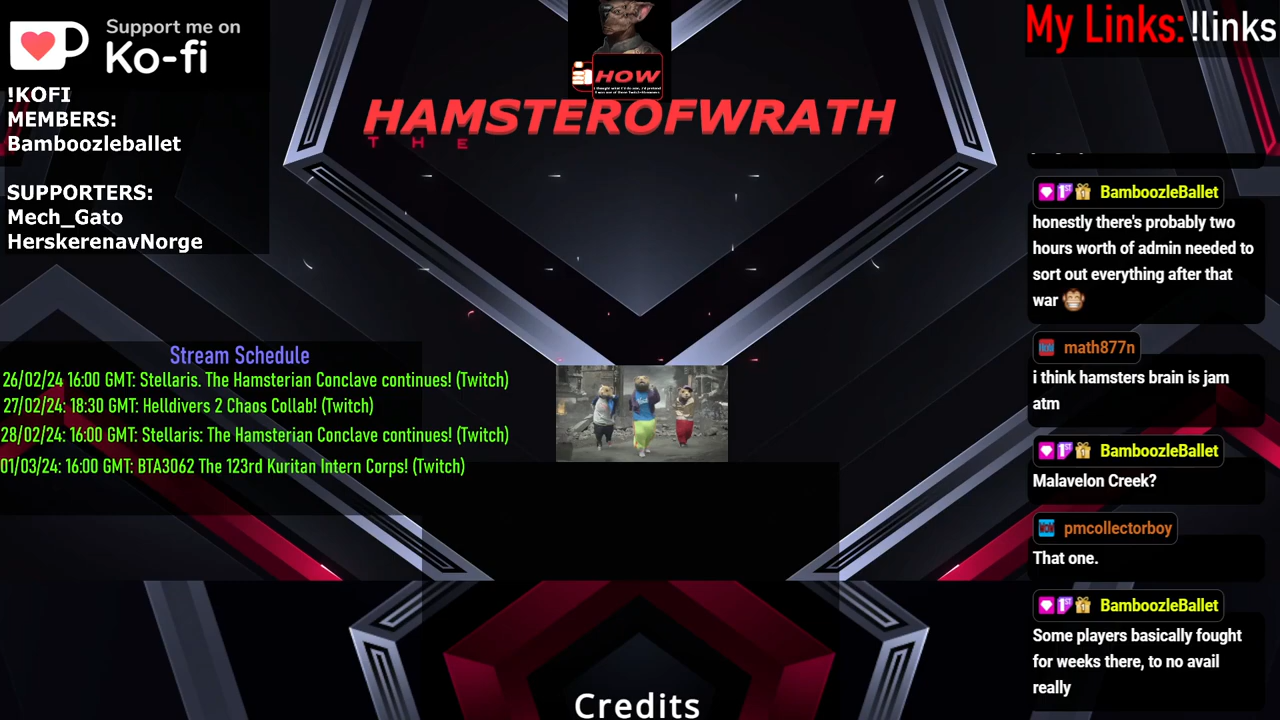 Support me on
Ko-fi
!KOFI
MEMBERS:
Bamboozleballet
SUPPORTERS:
Mech_Gato
HerskerenavNorge
HOW
HAMSTEROFWRATH
THE
Stream Schedule
26/02/24 16:00 GMT: Stellaris. The Hamsterian Conclave continues! (Twitch)
27/02/24: 18:30 GMT: Helldivers 2 Chaos Collab! (Twitch)
28/02/24: 16:00 GMT: Stellaris: The Hamsterian Conclave continues! (Twitch)
01/03/24: 16:00 GMT: BTA3062 The 123rd Kuritan Intern Corps! (Twitch)
Credits
My Links: !links
BamboozleBallet
honestly there's probably two
hours worth of admin needed to
sort out everything after that
war
math877n
i think hamsters brain is jam
atm
BamboozleBallet
Malavelon Creek?
pmcollectorboy
That one.
BamboozleBallet
Some players basically fought
for weeks there, to no avail
really